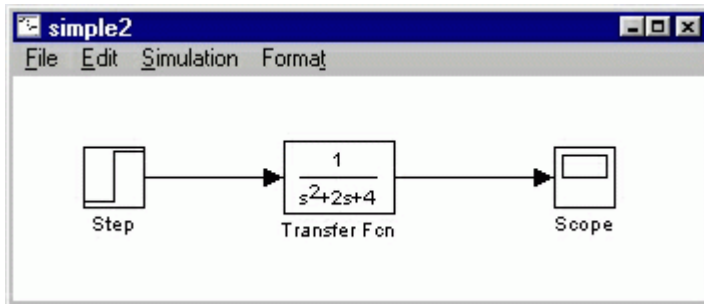 simple2
File Edit Simulation Format
1
s²+2s+4
Step
Transfer Fcn
Scope